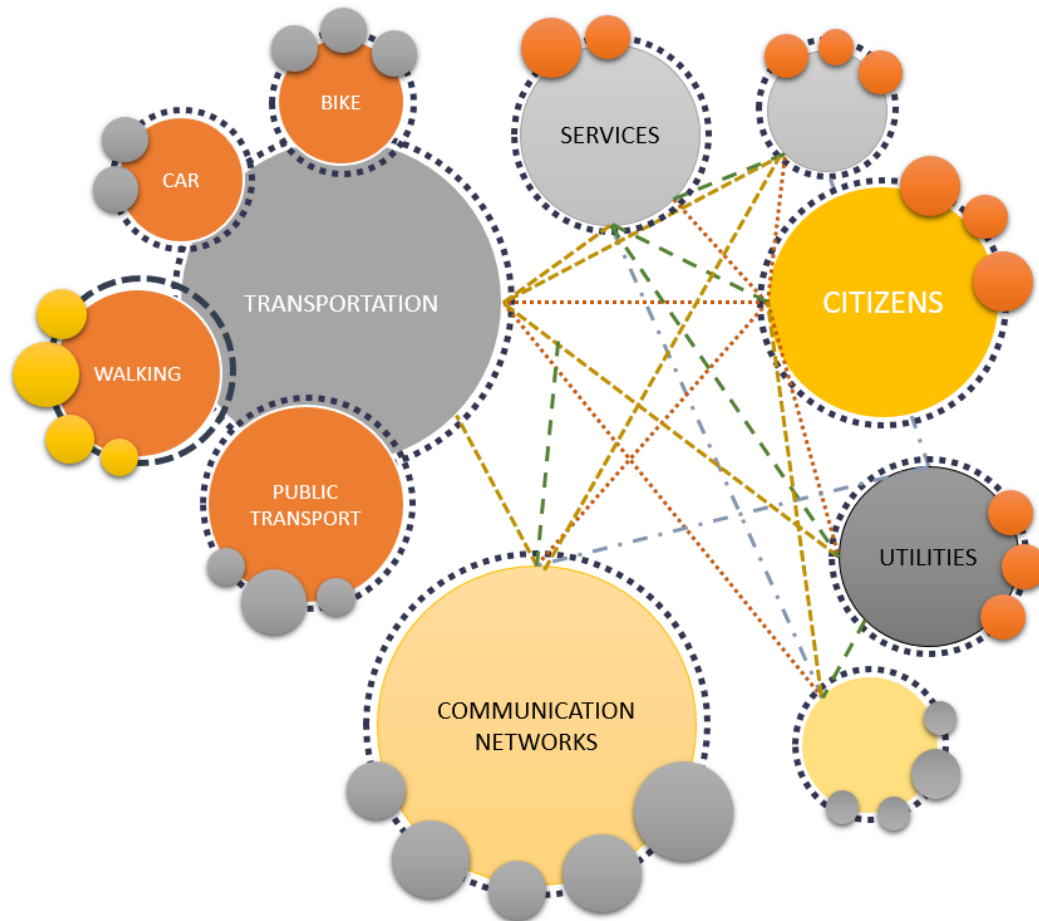 BIKE
SERVICES
CAR
TRANSPORTATION
CITIZENS
WALKING
PUBLIC
TRANSPORT
UTILITIES
COMMUNICATION
NETWORKS